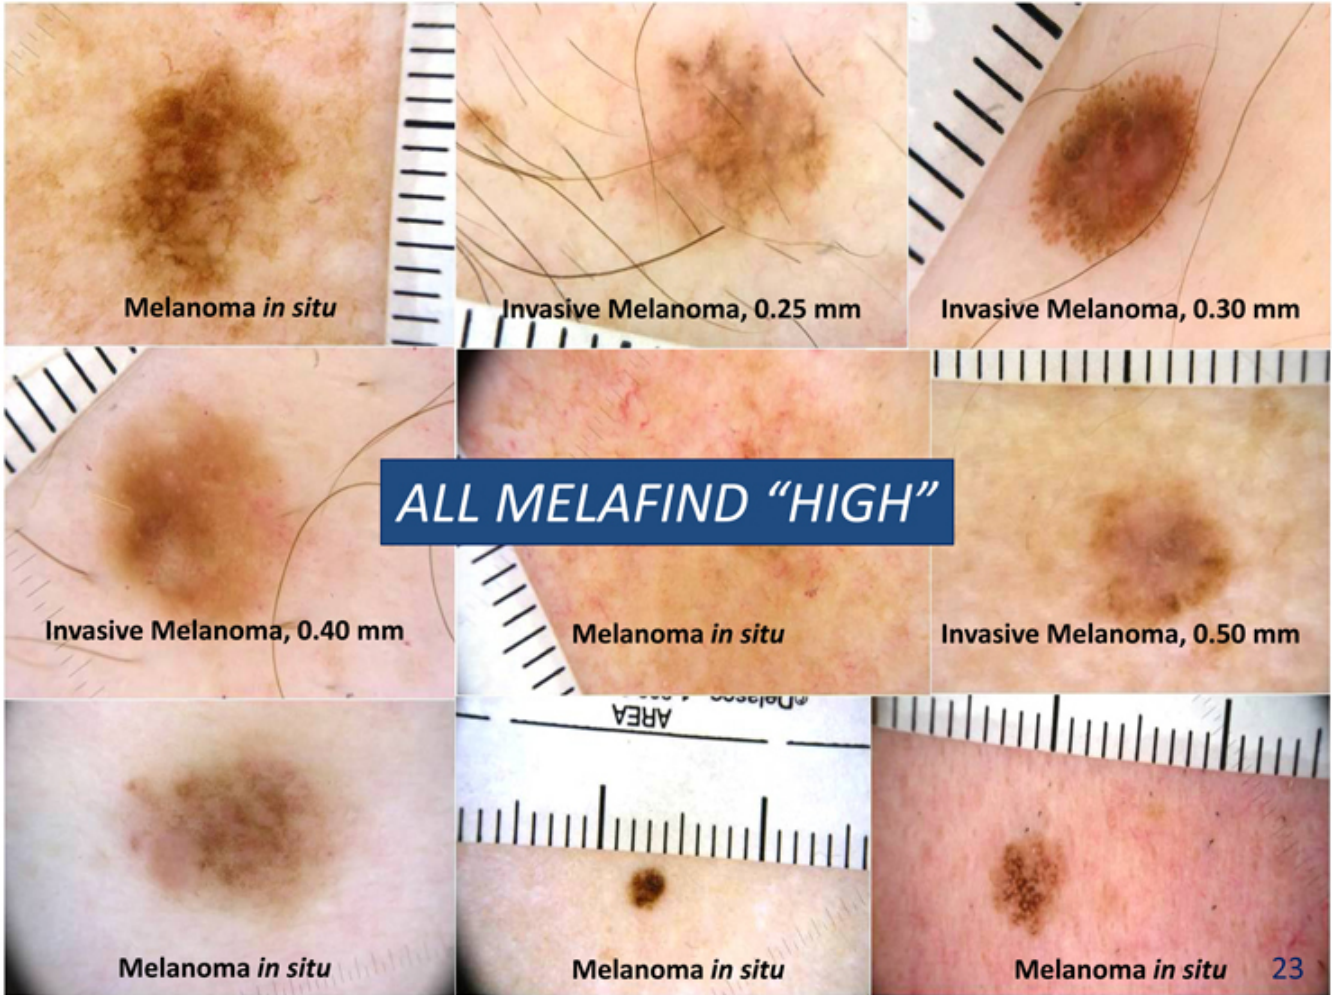 Melanoma in situ
Invasive Melanoma, 0.25 mm
Invasive Melanoma, 0.30 mm
ALL MELAFIND “HIGH”
Invasive Melanoma, 0.40 mm
Melanoma in situ
Invasive Melanoma, 0.50 mm
AREA
Melanoma in situ
Melanoma in situ
Melanoma in situ
23